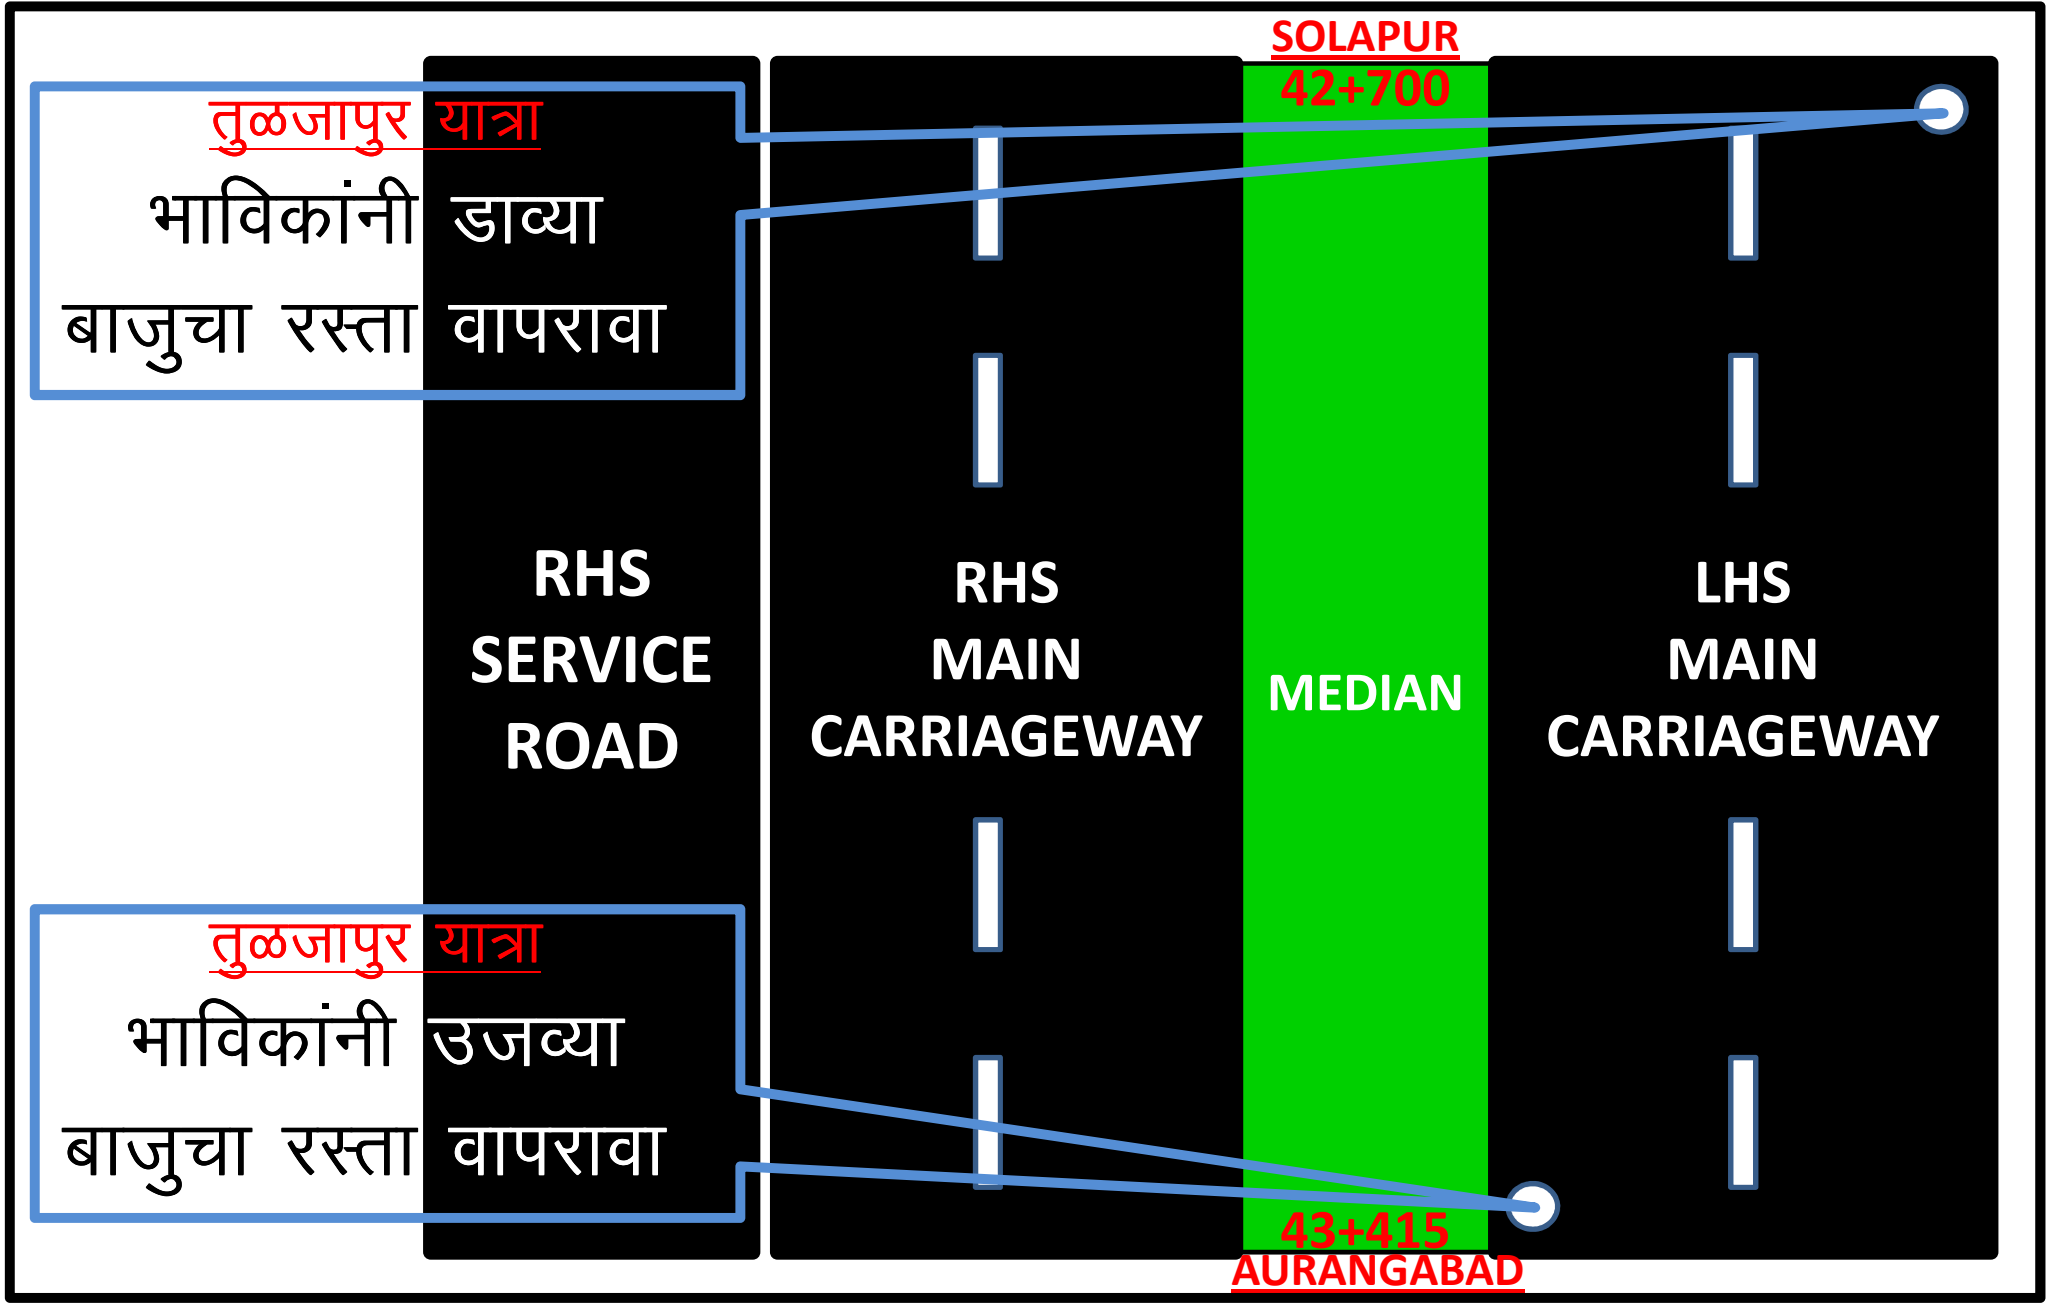 SOLAPUR
42+700
तुळजापुर यात्रा
भाविकांनी डाव्या
बाजुचा रस्ता वापरावा
RHS
SERVICE
ROAD
RHS
MAIN
CARRIAGEWAY
MEDIAN
LHS
MAIN
CARRIAGEWAY
तुळजापुर यात्रा
भाविकांनी उजव्या
बाजुचा रस्ता वापरावा
43+415
AURANGABAD